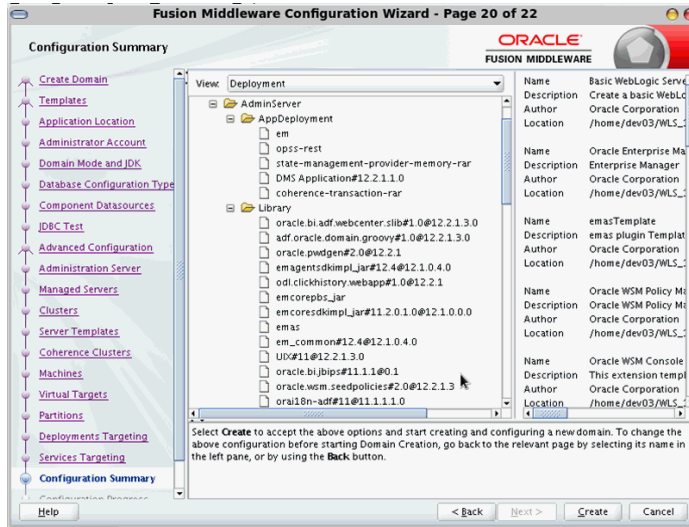 Fusion Middleware Configuration Wizard - Page 20 of 22
Configuration Summary
ORACLE
FUSION MIDDLEWARE
Create Domain
Templates
Application Location
Administrator Account
Domain Mode and JDK
Database Configuration Type
Component Datasources
JDBC Test
Advanced Configuration
Administration Server
Managed Servers
Clusters
Server Templates
Coherence Clusters
Machines
Virtual Targets
Partitions
Deployments Targeting
Services Targeting
Configuration Summary
Configuration Progress
View: Deployment
AdminServer
AppDeployment
em
opss-rest
state-management-provider-memory-rar
DMS Application#12.2.1.1.0
coherence-transaction-rar
Library
oracle.bi.adf.webcenter.slib#1.0@12.2.1.3.0
adf.oracle.domain.groovy#1.0@12.2.1.3.0
oracle.pwdgen#2.0@12.2.1
emagentsdkimpl_jar#12.4@12.1.0.4.0
odl.clickhistory.webapp#1.0@12.2.1
emcorepbs_jar
emcoresdkimpl_jar#11.2.0.1.0@12.1.0.0.0
emas
em_common#12.4@12.1.0.4.0
UIX#11@12.2.1.3.0
oracle.bi.jbips#11.1.1@0.1
oracle.wsm.seedpolicies#2.0@12.2.1.3
orai18n-adf#11@11.1.1.1.0
Name Basic WebLogic Serve
Description Create a basic WebLo
Author Oracle Corporation
Location /home/dev03/WLS_
Name Oracle Enterprise Ma
Description Enterprise Manager
Author Oracle Corporation
Location /home/dev03/WLS_
Name emasTemplate
Description emas plugin Templat
Author Oracle Corporation
Location /home/dev03/WLS_
Name Oracle WSM Policy Ma
Description Oracle WSM Policy Ma
Author Oracle Corporation
Location /home/dev03/WLS_
Name Oracle WSM Console
Description This extension templ
Author Oracle Corporation
Location /home/dev03/WLS_
Select Create to accept the above options and start creating and configuring a new domain. To change the
above configuration before starting Domain Creation, go back to the relevant page by selecting its name in
the left pane, or by using the Back button.
Help
< Back
Next >
Create
Cancel